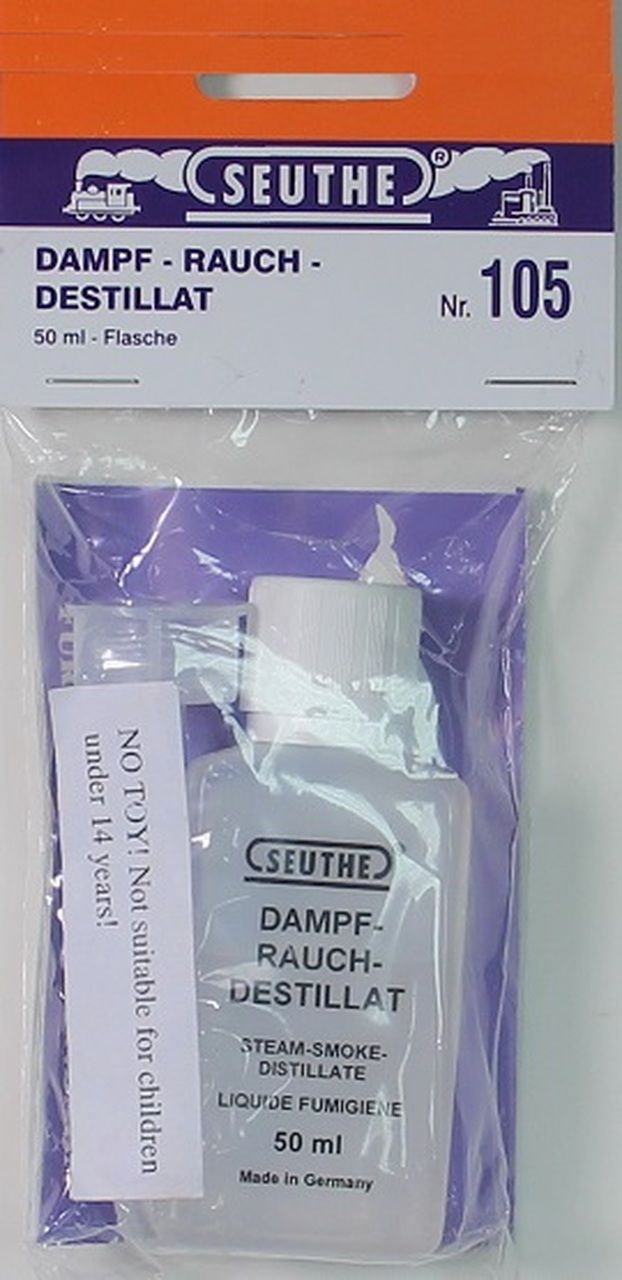 SEUTHE®
DAMPF - RAUCH -
DESTILLAT
50 ml - Flasche
Nr. 105
NO TOY! Not suitable for children
under 14 years!
SEUTHE
DAMPF-
RAUCH-
DESTILLAT
STEAM-SMOKE-
DISTILLATE
LIQUIDE FUMIGIENE
50 ml
Made in Germany